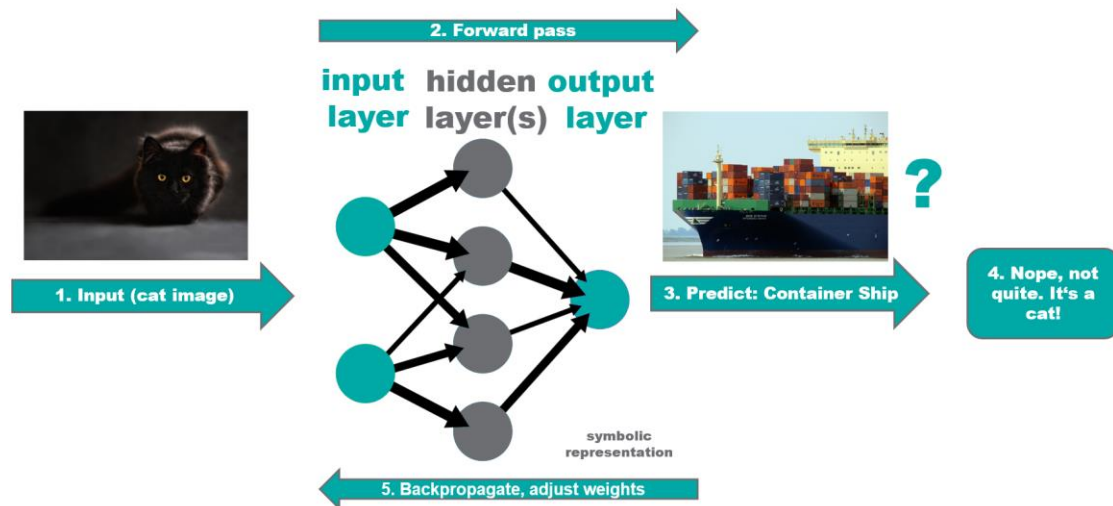 2. Forward pass
input hidden output
layer layer(s) layer
1. Input (cat image)
?
3. Predict: Container Ship
4. Nope, not
quite. It‘s a
cat!
symbolic
representation
5. Backpropagate, adjust weights